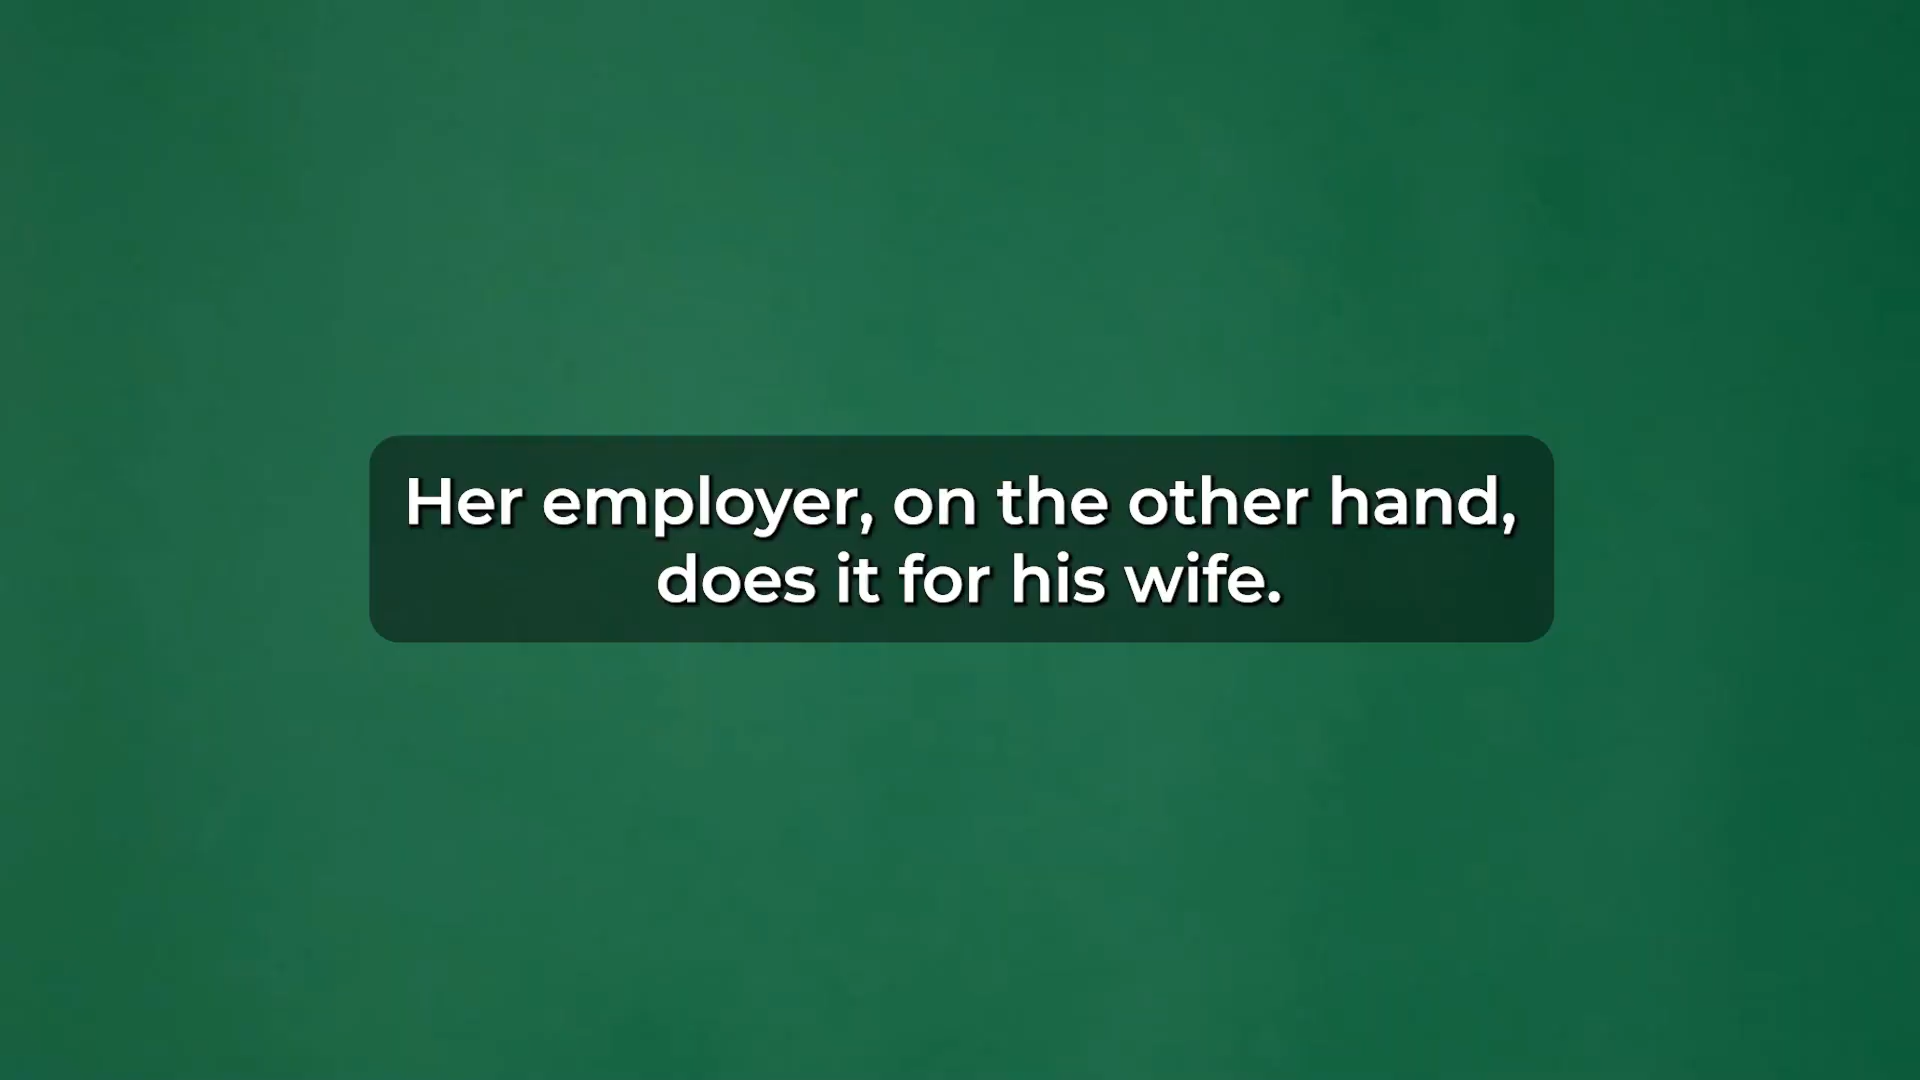 Her employer, on the other hand,
does it for his wife.